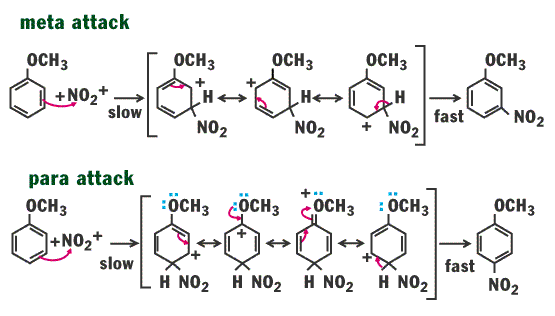 meta attack
OCH3 OCH3 OCH3 OCH3 OCH3
+NO2+ slow + H NO2 + H NO2 + H NO2 fast NO2
para attack
OCH3 :OCH3 :OCH3 +OCH3 :OCH3 OCH3
+NO2+ slow + H NO2 + H NO2 H NO2 + H NO2 fast NO2